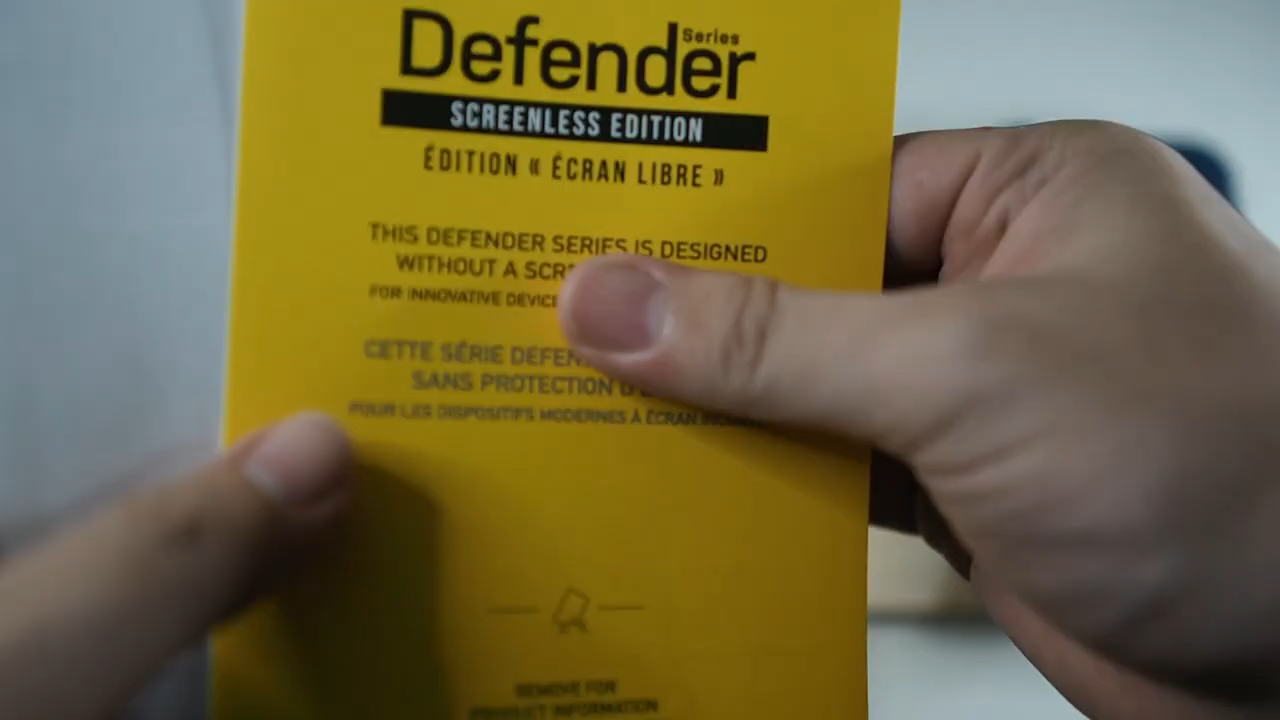 Defender Series
SCREENLESS EDITION
ÉDITION « ÉCRAN LIBRE »
THIS DEFENDER SERIES IS DESIGNED
WITHOUT A
FOR INNOVATIVE
CETTE SÉRIE
SANS PROTECTION
POUR LES DISPOSITIFS MODERNES À ÉCRAN
REMOVE FOR
PRODUCT INFORMATION